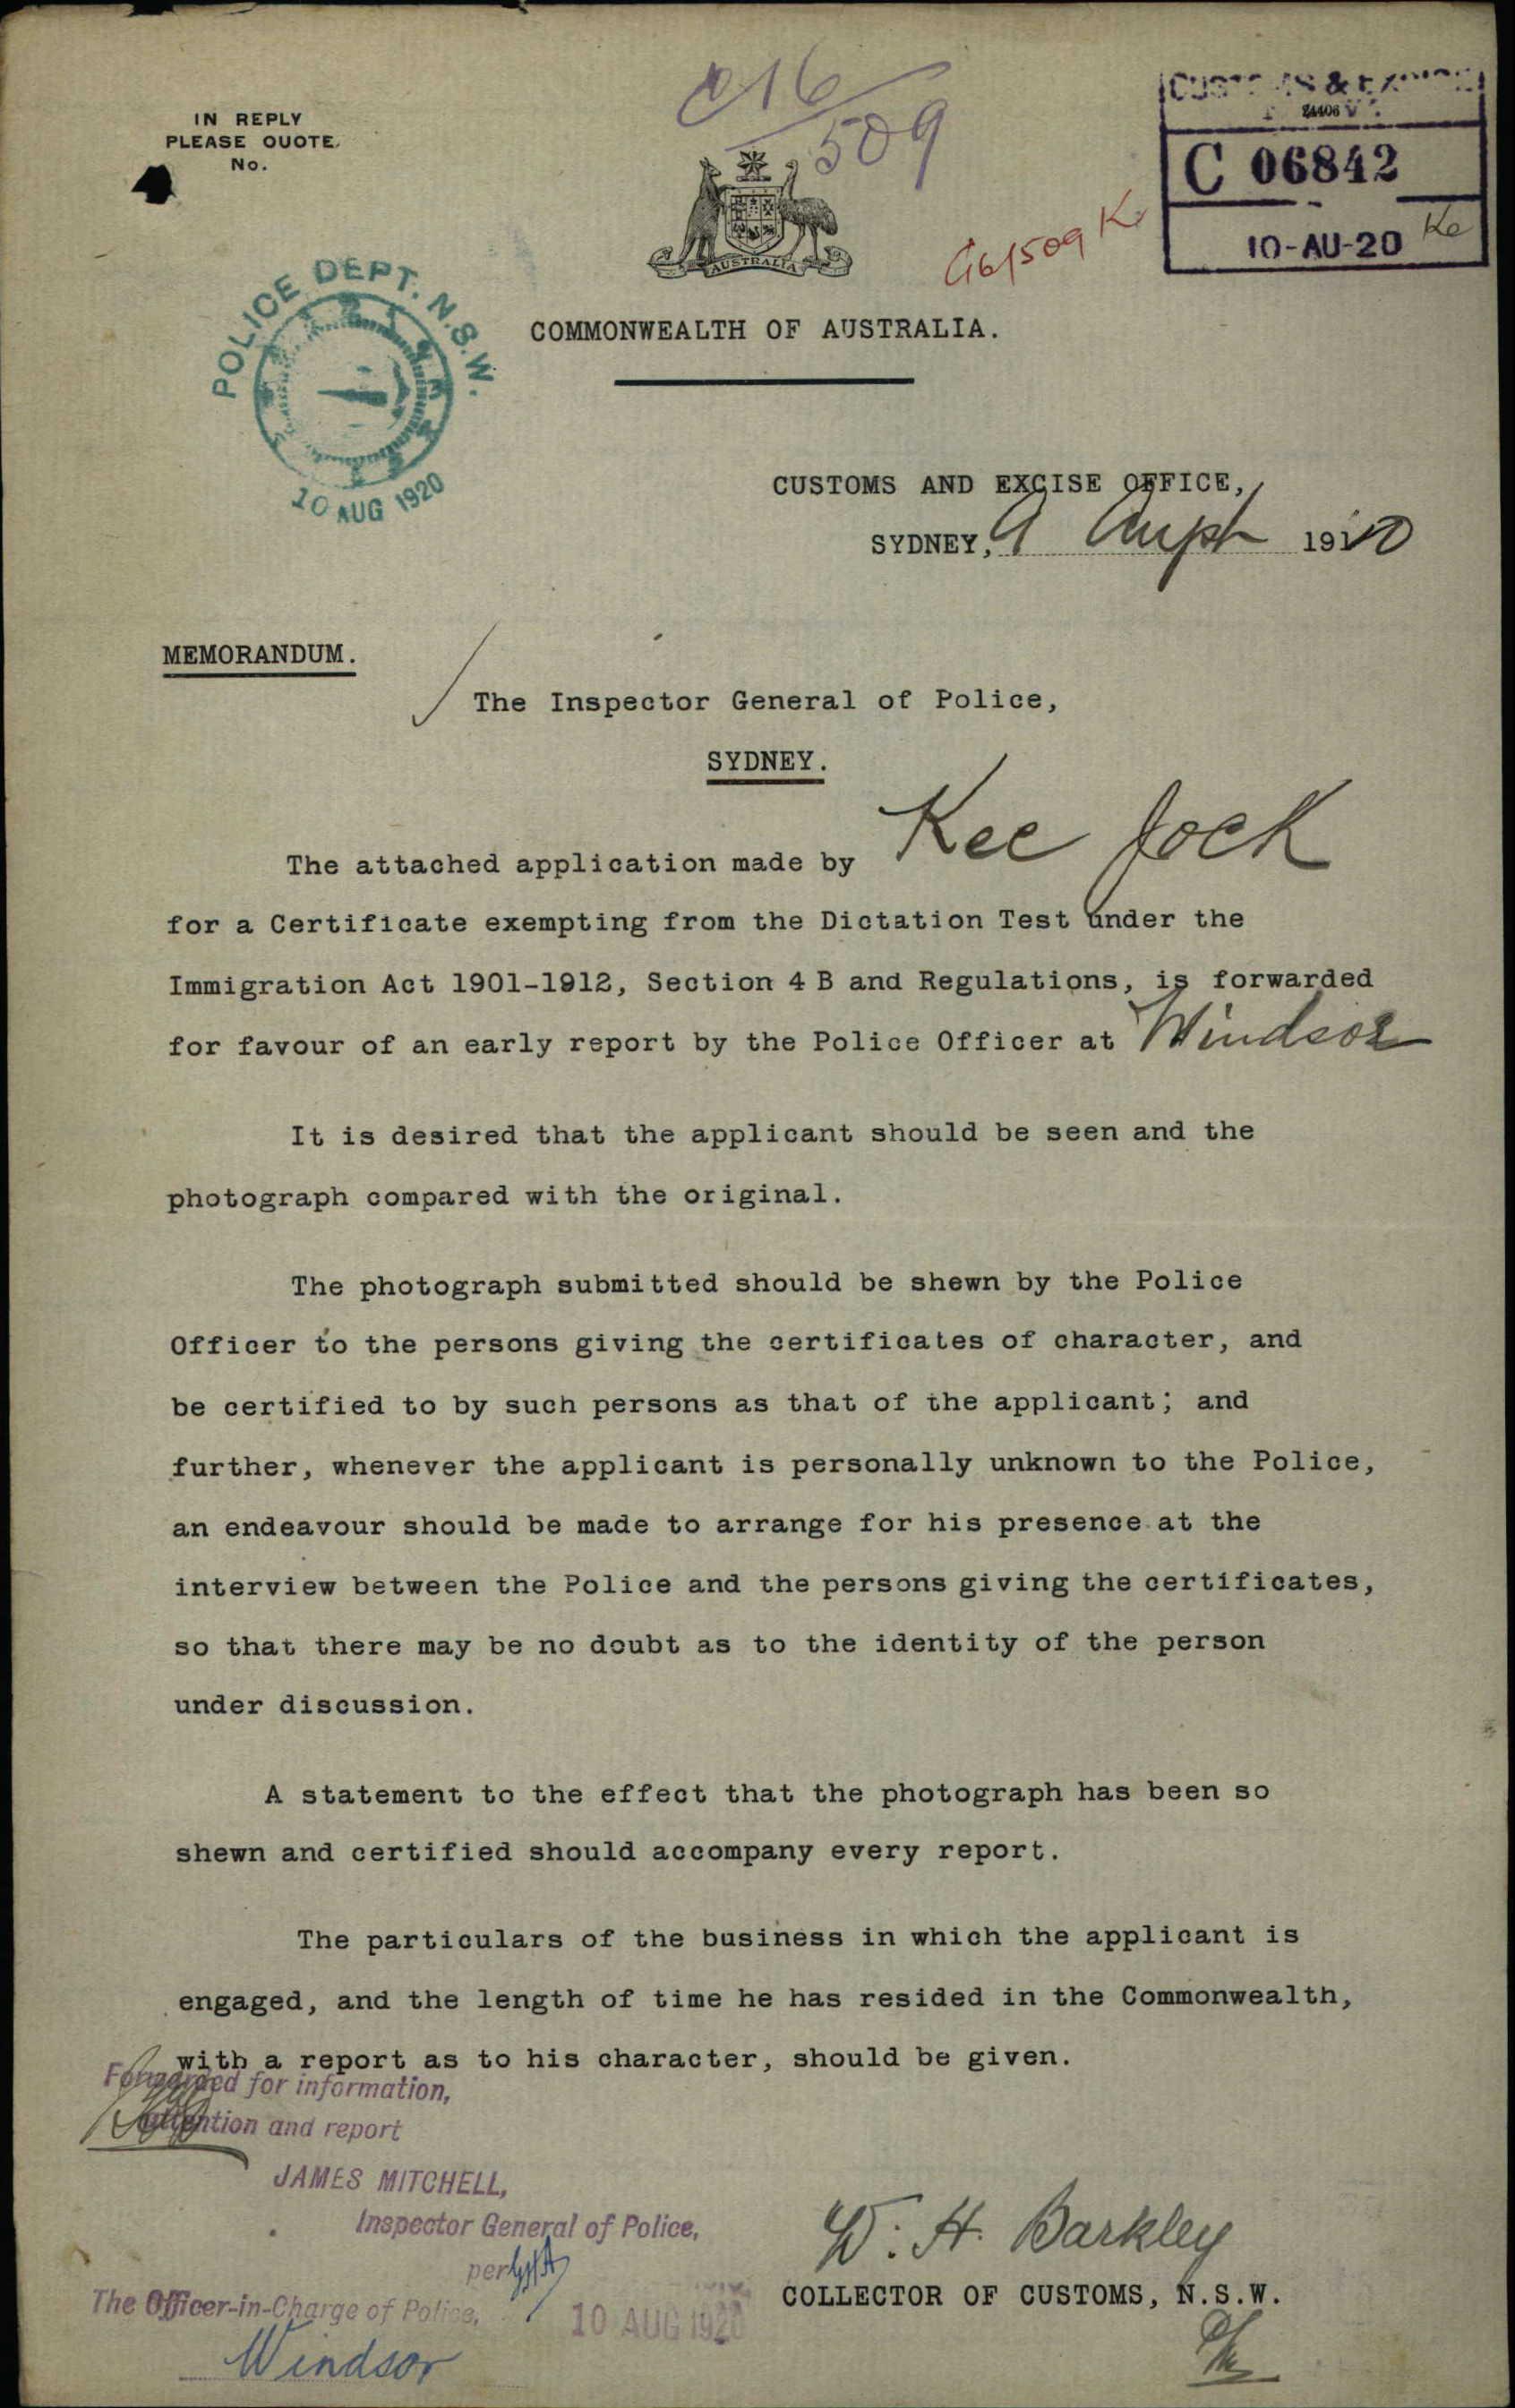 C16/509
IN REPLY
PLEASE QUOTE
No.
CUSTOMS & EXCISE
24406
C 06842
10-AU-20 Ke
C16/509 Ke
AUSTRALIA
POLICE DEPT. N.S.W.
10 AUG 1920
COMMONWEALTH OF AUSTRALIA.
CUSTOMS AND EXCISE OFFICE,
SYDNEY, 9 August 1920
MEMORANDUM.
The Inspector General of Police,
SYDNEY.
The attached application made by Kee Jock
for a Certificate exempting from the Dictation Test under the
Immigration Act 1901-1912, Section 4 B and Regulations, is forwarded
for favour of an early report by the Police Officer at Windsor
It is desired that the applicant should be seen and the
photograph compared with the original.
The photograph submitted should be shewn by the Police
Officer to the persons giving the certificates of character, and
be certified to by such persons as that of the applicant; and
further, whenever the applicant is personally unknown to the Police,
an endeavour should be made to arrange for his presence at the
interview between the Police and the persons giving the certificates,
so that there may be no doubt as to the identity of the person
under discussion.
A statement to the effect that the photograph has been so
shewn and certified should accompany every report.
The particulars of the business in which the applicant is
engaged, and the length of time he has resided in the Commonwealth,
with a report as to his character, should be given.
Forwarded for information,
attention and report
JAMES MITCHELL,
Inspector General of Police,
per
The Officer-in-Charge of Police,
10 AUG 1920
Windsor
W. H. Barkley
COLLECTOR OF CUSTOMS, N.S.W.